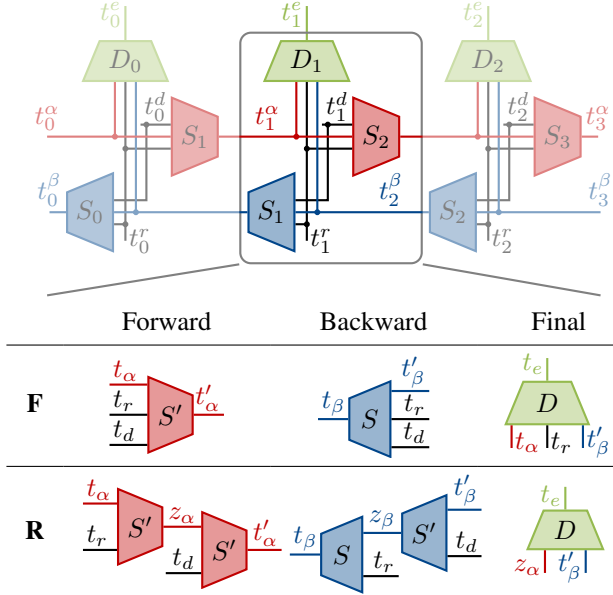 t_0^e t_1^e t_2^e
D_0 D_1 D_2
t_0^d t_1^d t_2^d
t_0^α S_1 t_1^α S_2 t_3^α S_3
t_0^β S_0 S_1 t_2^β S_2 t_3^β
t_0^r t_1^r t_2^r
Forward Backward Final
F t_α t_r t_d S′ t′_α t_β S t′_β t_r t_d t_e D t_α t_r t′_β
R t_α t_r S′ z_α t_d S′ t′_α t_β S z_β t_r S′ t′_β t_d t_e D z_α t′_β